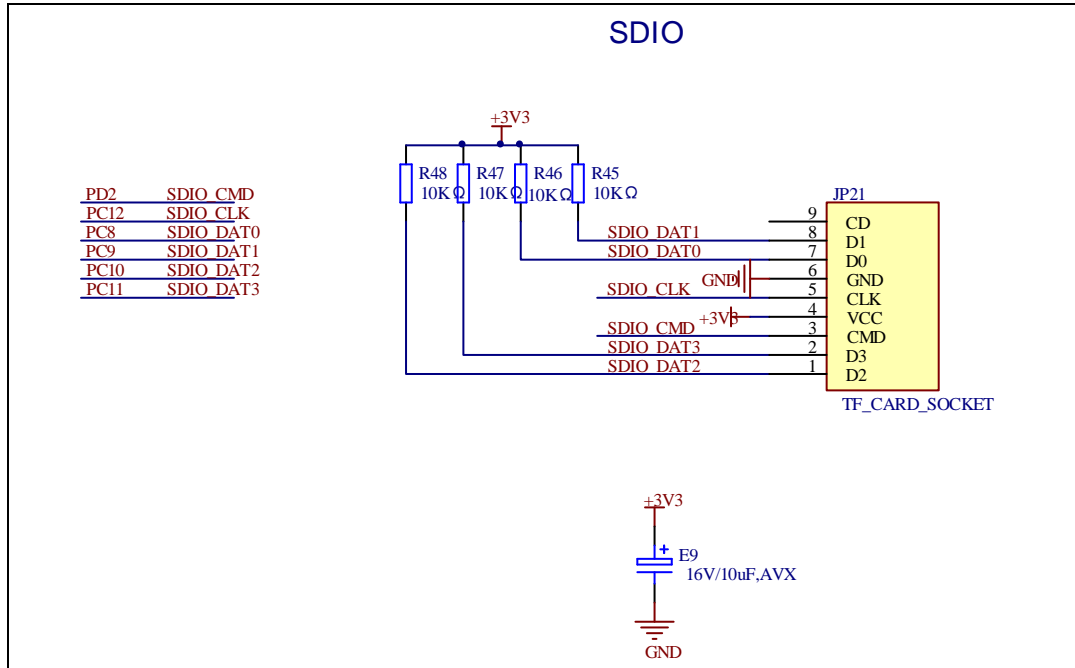 SDIO
+3V3
R48 R47 R46 R45
10KΩ 10KΩ 10KΩ 10KΩ
PD2 SDIO_CMD
PC12 SDIO_CLK
PC8 SDIO_DAT0
PC9 SDIO_DAT1
PC10 SDIO_DAT2
PC11 SDIO_DAT3
JP21
9 CD
SDIO_DAT1 8 D1
SDIO_DAT0 7 D0
GND 6 GND
SDIO_CLK 5 CLK
+3V3 4 VCC
SDIO_CMD 3 CMD
SDIO_DAT3 2 D3
SDIO_DAT2 1 D2
TF_CARD_SOCKET
+3V3
+
E9
16V/10uF,AVX
GND